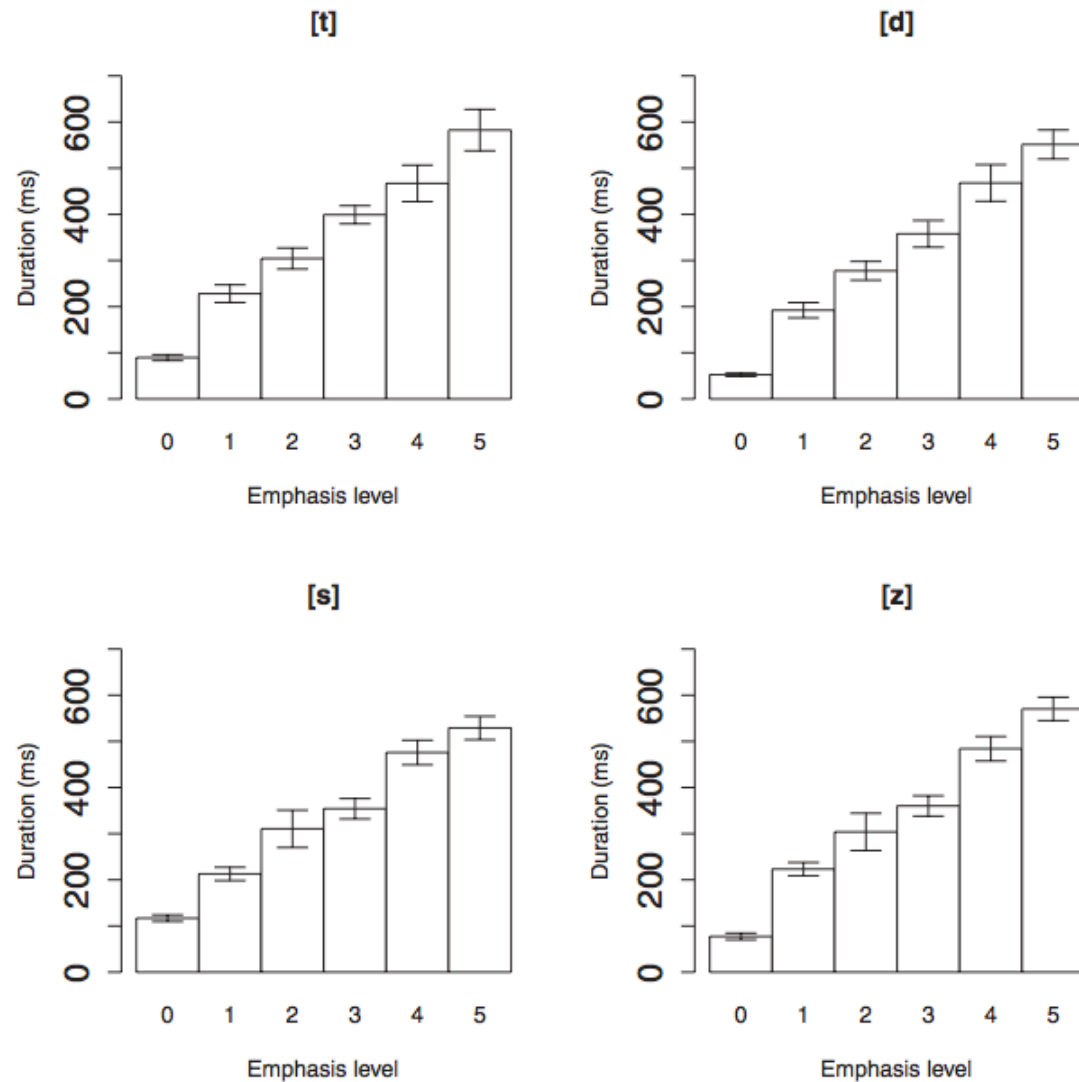 [t]
Duration (ms)
600
400
200
0
0 1 2 3 4 5
Emphasis level
[d]
Duration (ms)
600
400
200
0
0 1 2 3 4 5
Emphasis level
[s]
Duration (ms)
600
400
200
0
0 1 2 3 4 5
Emphasis level
[z]
Duration (ms)
600
400
200
0
0 1 2 3 4 5
Emphasis level